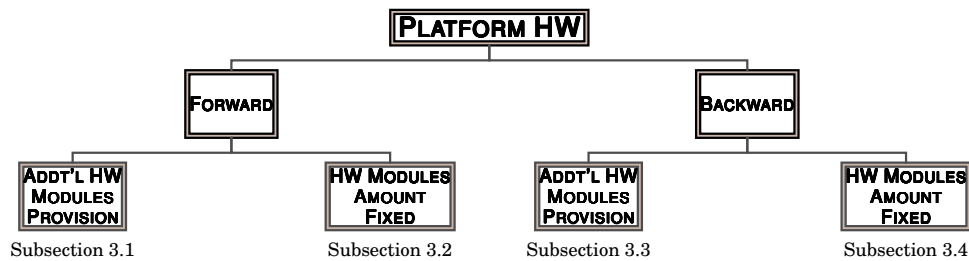 PLATFORM HW
FORWARD
BACKWARD
ADDT'L HW
MODULES
PROVISION
HW MODULES
AMOUNT
FIXED
ADDT'L HW
MODULES
PROVISION
HW MODULES
AMOUNT
FIXED
Subsection 3.1
Subsection 3.2
Subsection 3.3
Subsection 3.4